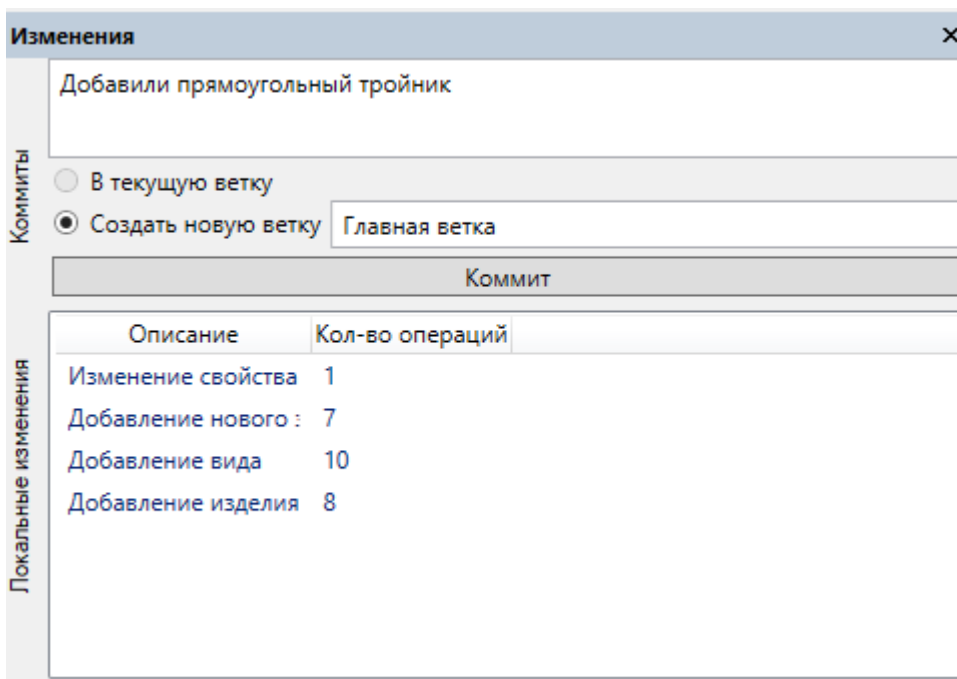 Изменения
Добавили прямоугольный тройник
Коммиты
В текущую ветку
Создать новую ветку Главная ветка
Коммит
Локальные изменения
Описание Кол-во операций
Изменение свойства 1
Добавление нового 7
Добавление вида 10
Добавление изделия 8